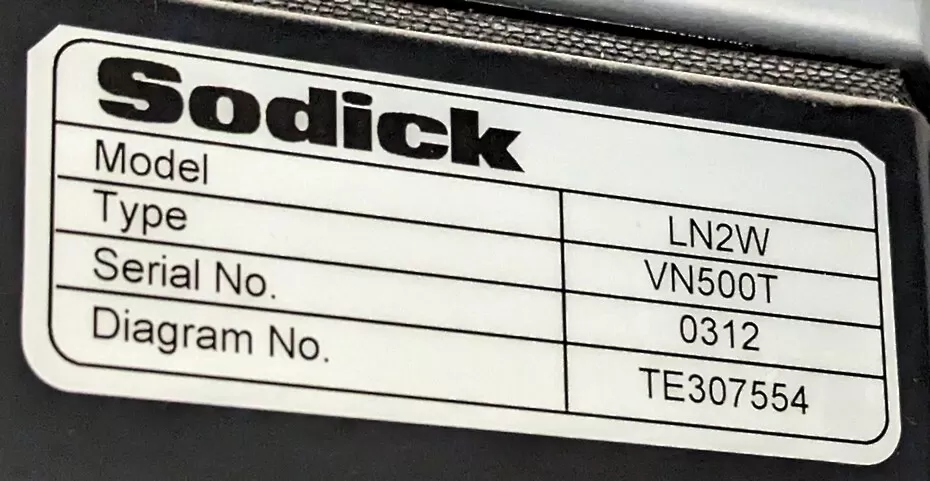 Sodick
Model LN2W
Type VN500T
Serial No. 0312
Diagram No. TE307554